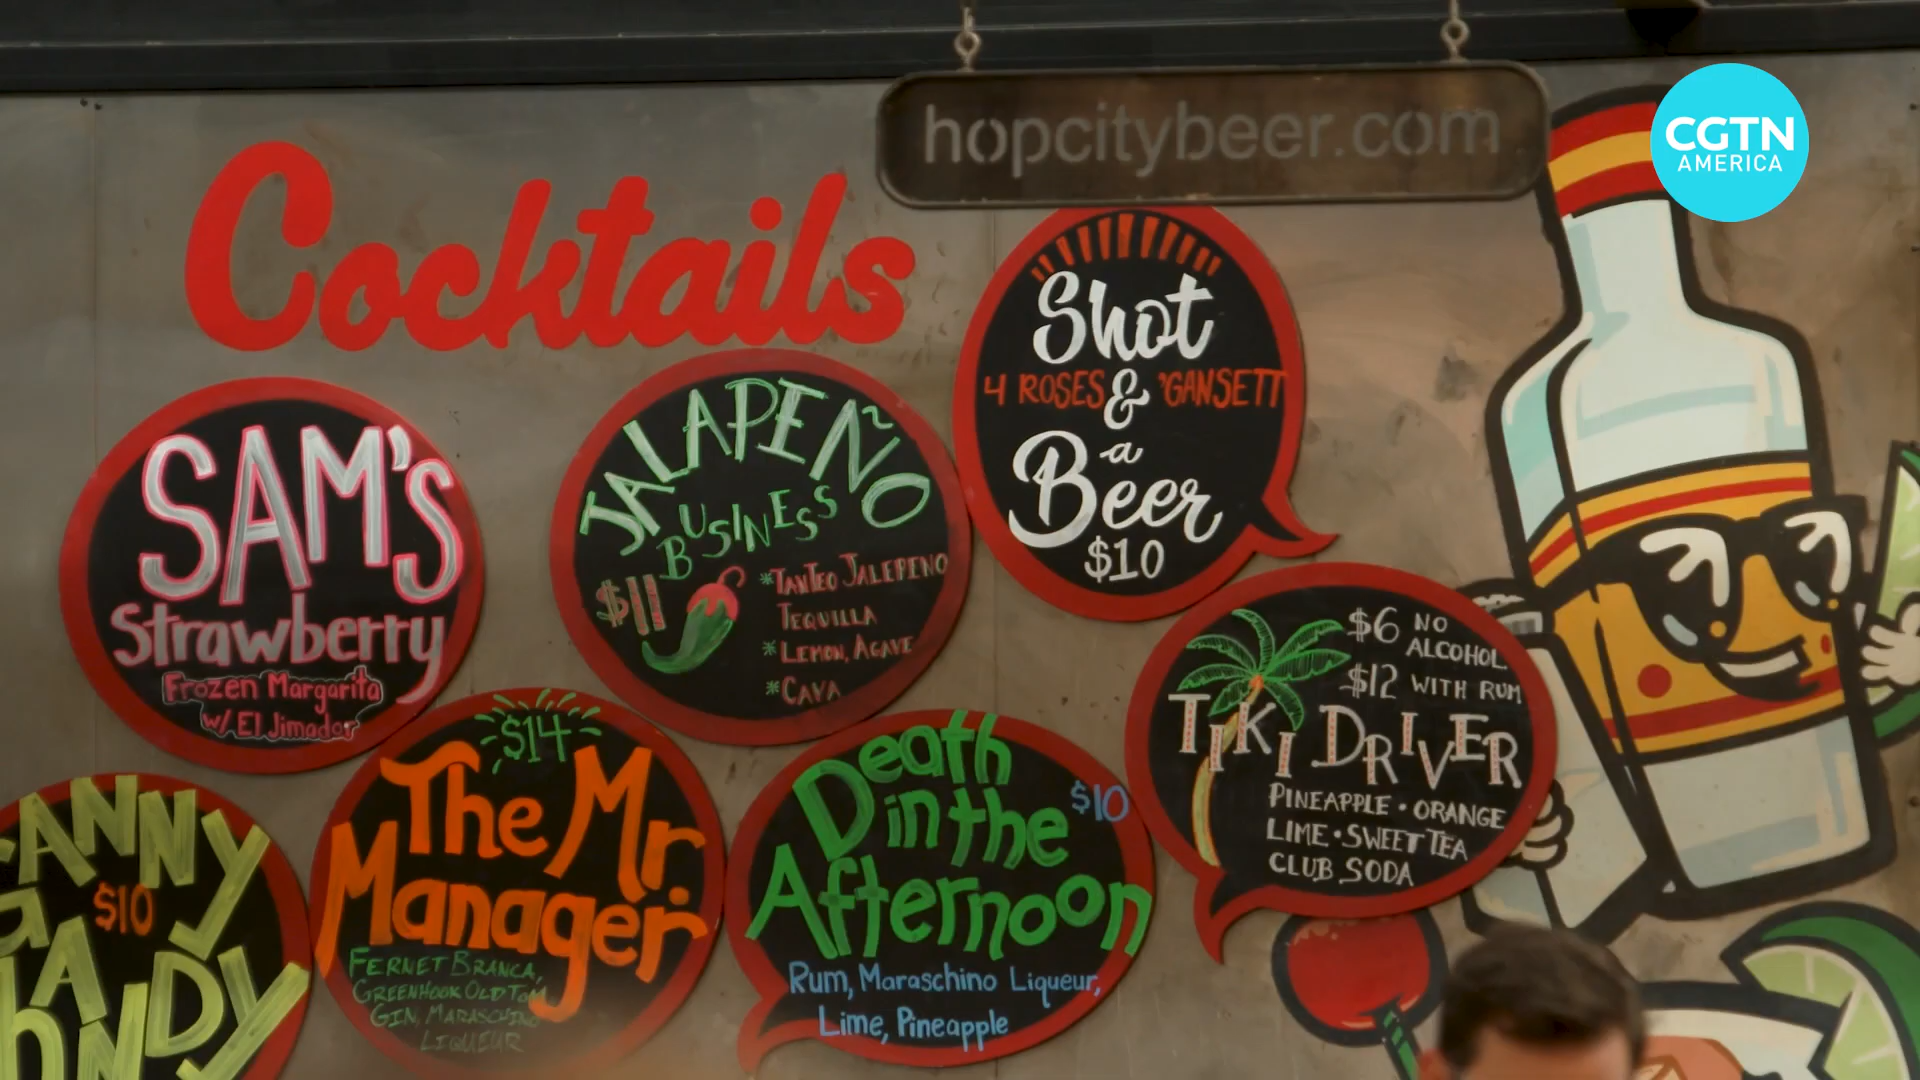 hopcitybeer.com
CGTN
AMERICA
Cocktails
Shot
4 ROSES & 'GANSETT
a
Beer
$10
SAM'S
Strawberry
Frozen Margarita
w/ El Jimador
JALAPEÑO
BUSINESS
$11
*TANTEO JALEPENO
TEQUILLA
*LEMON, AGAVE
*CAVA
$6 NO
ALCOHOL
$12 WITH RUM
TIKI DRIVER
PINEAPPLE • ORANGE
LIME • SWEET TEA
CLUB SODA
$14
The Mr.
Manager
FERNET BRANCA,
GREENHOOK OLD TOM
GIN, MARASCHINO
LIQUEUR
Death
in the
$10
Afternoon
Rum, Maraschino Liqueur,
Lime, Pineapple
$10